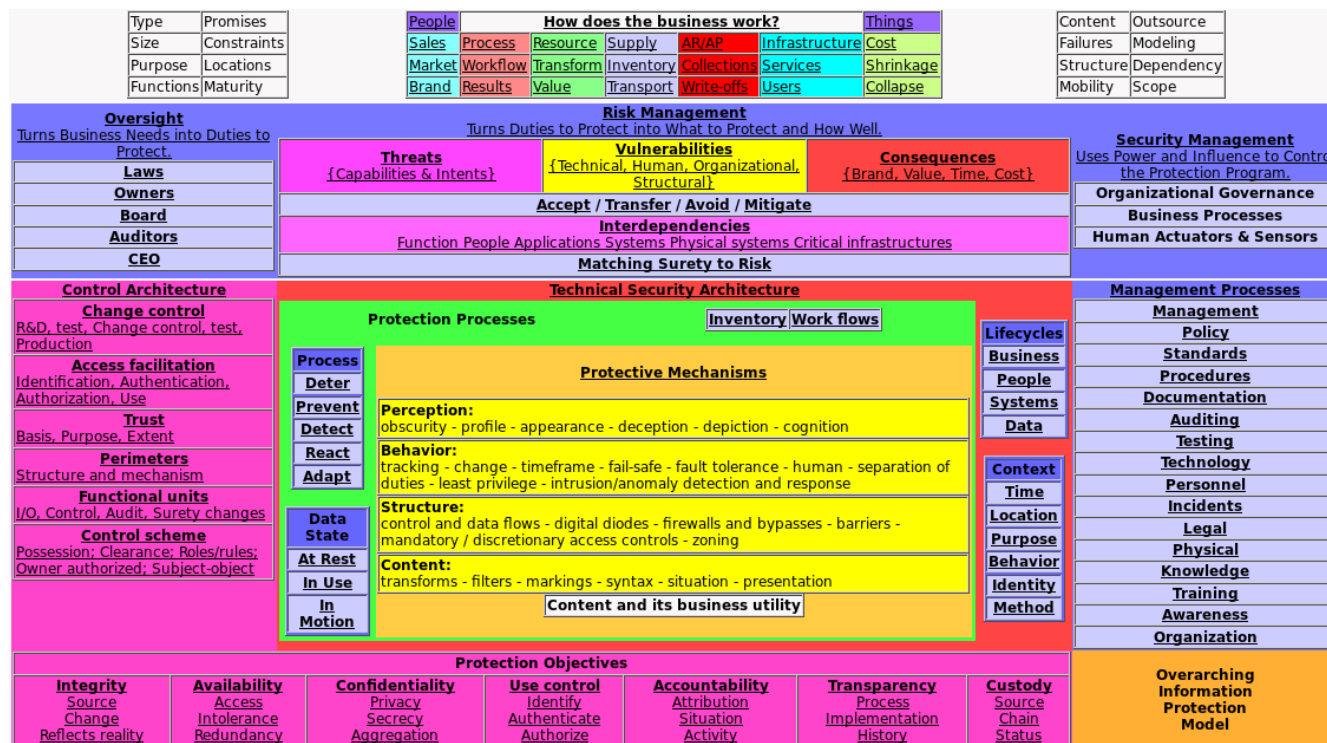 Type Promises
Size Constraints
Purpose Locations
Functions Maturity
People How does the business work? Things
Sales Process Resource Supply AR/AP Infrastructure Cost
Market Workflow Transform Inventory Collections Services Shrinkage
Brand Results Value Transport Write-offs Users Collapse
Content Outsource
Failures Modeling
Structure Dependency
Mobility Scope
Oversight
Turns Business Needs into Duties to
Protect.
Laws
Owners
Board
Auditors
CEO
Risk Management
Turns Duties to Protect into What to Protect and How Well.
Threats
{Capabilities & Intents}
Vulnerabilities
{Technical, Human, Organizational,
Structural}
Consequences
{Brand, Value, Time, Cost}
Accept / Transfer / Avoid / Mitigate
Interdependencies
Function People Applications Systems Physical systems Critical infrastructures
Matching Surety to Risk
Security Management
Uses Power and Influence to Contro
the Protection Program.
Organizational Governance
Business Processes
Human Actuators & Sensors
Control Architecture
Change control
R&D, test, Change control, test,
Production
Access facilitation
Identification, Authentication,
Authorization, Use
Trust
Basis, Purpose, Extent
Perimeters
Structure and mechanism
Functional units
I/O, Control, Audit, Surety changes
Control scheme
Possession; Clearance; Roles/rules;
Owner authorized; Subject-object
Technical Security Architecture
Protection Processes
Inventory Work flows
Process
Deter
Prevent
Detect
React
Adapt
Data
State
At Rest
In Use
In
Motion
Protective Mechanisms
Perception:
obscurity - profile - appearance - deception - depiction - cognition
Behavior:
tracking - change - timeframe - fail-safe - fault tolerance - human - separation of
duties - least privilege - intrusion/anomaly detection and response
Structure:
control and data flows - digital diodes - firewalls and bypasses - barriers -
mandatory / discretionary access controls - zoning
Content:
transforms - filters - markings - syntax - situation - presentation
Content and its business utility
Lifecycles
Business
People
Systems
Data
Context
Time
Location
Purpose
Behavior
Identity
Method
Management Processes
Management
Policy
Standards
Procedures
Documentation
Auditing
Testing
Technology
Personnel
Incidents
Legal
Physical
Knowledge
Training
Awareness
Organization
Protection Objectives
Integrity
Source
Change
Reflects reality
Availability
Access
Intolerance
Redundancy
Confidentiality
Privacy
Secrecy
Aggregation
Use control
Identify
Authenticate
Authorize
Accountability
Attribution
Situation
Activity
Transparency
Process
Implementation
History
Custody
Source
Chain
Status
Overarching
Information
Protection
Model